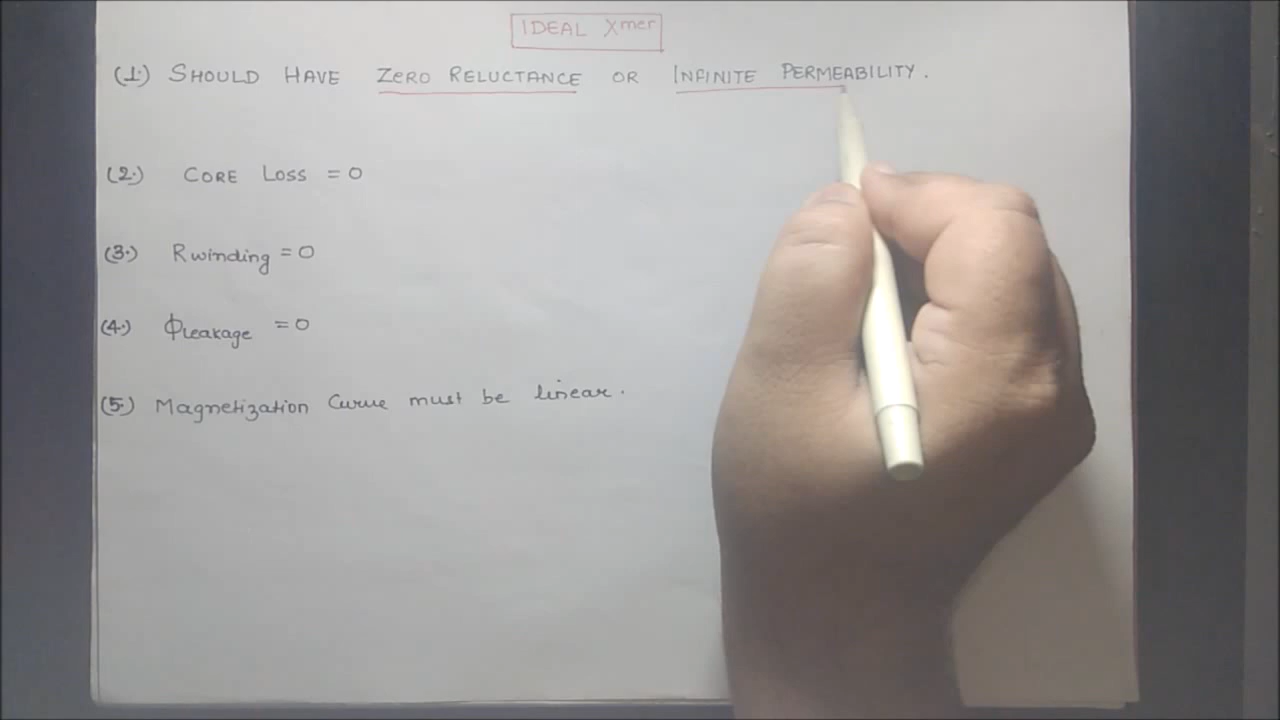 IDEAL Xmer
(1.) SHOULD HAVE ZERO RELUCTANCE OR INFINITE PERMEABILITY.
(2.) CORE LOSS = 0
(3.) Rwinding = 0
(4.) ΦLeakage = 0
(5.) Magnetization Curve must be linear.